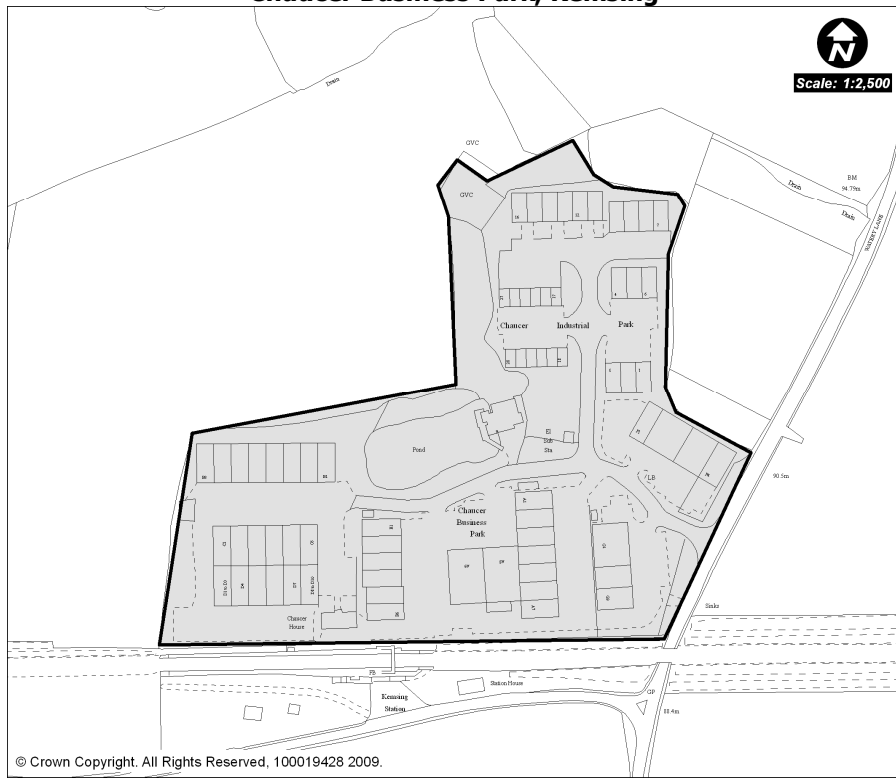 Chaucer Business Park, Kemsing
N
Scale: 1:2,500
Drain
GVC
GVC
BM
94.79m
Drain
Drain
WATERY LANE
Chaucer Industrial Park
Pond
El
Sub
Sta
LB
90.5m
Chaucer
Business
Park
Chaucer
House
Sinks
FB
Kemsing
Station
Station House
GP
88.4m
© Crown Copyright. All Rights Reserved, 100019428 2009.